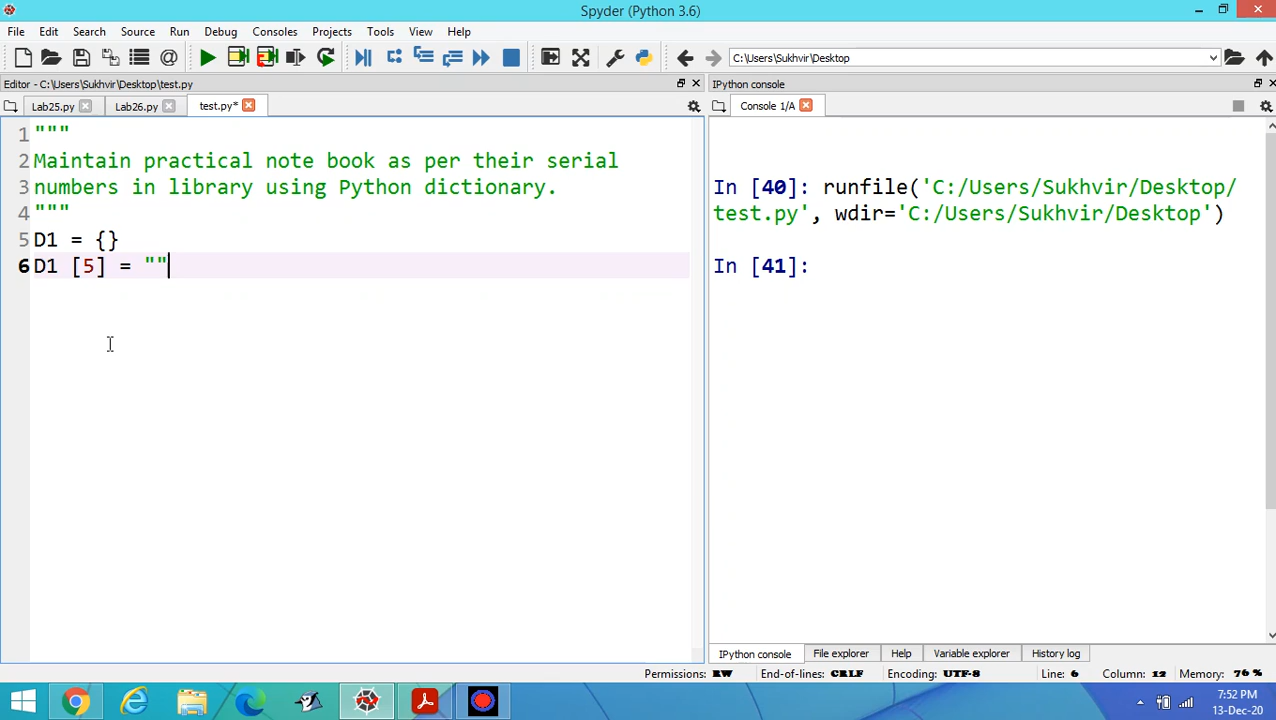 Spyder (Python 3.6)
File Edit Search Source Run Debug Consoles Projects Tools View Help
C:\Users\Sukhvir\Desktop
Editor - C:\Users\Sukhvir\Desktop\test.py
IPython console
Lab25.py Lab26.py test.py*
Console 1/A
1 """
2 Maintain practical note book as per their serial
3 numbers in library using Python dictionary.
4 """
5 D1 = {}
6 D1 [5] = ""
In [40]: runfile('C:/Users/Sukhvir/Desktop/
test.py', wdir='C:/Users/Sukhvir/Desktop')
In [41]:
IPython console File explorer Help Variable explorer History log
Permissions: RW End-of-lines: CRLF Encoding: UTF-8 Line: 6 Column: 12 Memory: 76 %
7:52 PM
13-Dec-20